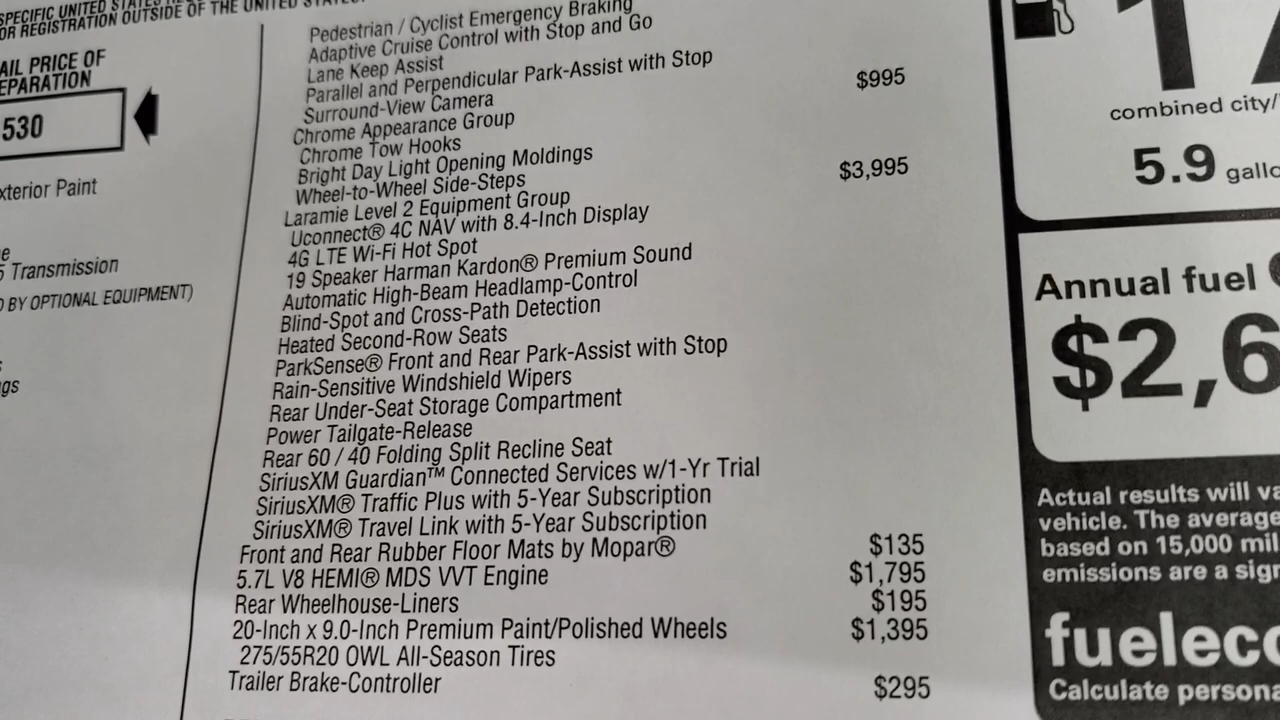 SPECIFIC UNITED STATES
OR REGISTRATION OUTSIDE OF THE UNITED STATES.
AIL PRICE OF
EPARATION
530
xterior Paint
e
5 Transmission
D BY OPTIONAL EQUIPMENT)
s
gs
Pedestrian / Cyclist Emergency Braking
Adaptive Cruise Control with Stop and Go
Lane Keep Assist
Parallel and Perpendicular Park-Assist with Stop
Surround-View Camera
Chrome Appearance Group $995
Chrome Tow Hooks
Bright Day Light Opening Moldings
Wheel-to-Wheel Side-Steps
Laramie Level 2 Equipment Group $3,995
Uconnect® 4C NAV with 8.4-Inch Display
4G LTE Wi-Fi Hot Spot
19 Speaker Harman Kardon® Premium Sound
Automatic High-Beam Headlamp-Control
Blind-Spot and Cross-Path Detection
Heated Second-Row Seats
ParkSense® Front and Rear Park-Assist with Stop
Rain-Sensitive Windshield Wipers
Rear Under-Seat Storage Compartment
Power Tailgate-Release
Rear 60 / 40 Folding Split Recline Seat
SiriusXM Guardian™ Connected Services w/1-Yr Trial
SiriusXM® Traffic Plus with 5-Year Subscription
SiriusXM® Travel Link with 5-Year Subscription
Front and Rear Rubber Floor Mats by Mopar® $135
5.7L V8 HEMI® MDS VVT Engine $1,795
Rear Wheelhouse-Liners $195
20-Inch x 9.0-Inch Premium Paint/Polished Wheels $1,395
275/55R20 OWL All-Season Tires
Trailer Brake-Controller $295
combined city/
5.9 gallo
Annual fuel
$2,6
Actual results will va
vehicle. The average
based on 15,000 mil
emissions are a sign
fueleco
Calculate persona